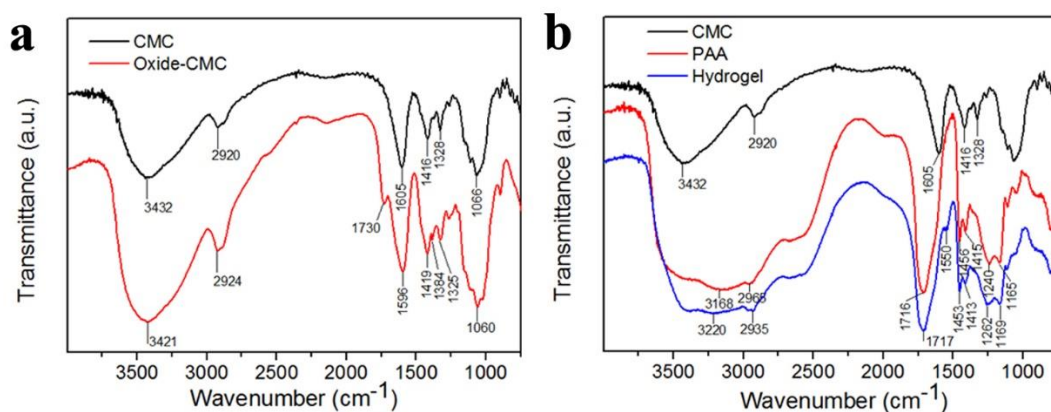 a
CMC
Oxide-CMC
Transmittance (a.u.)
3432
2920
1605
1416
1328
1066
3421
2924
1730
1596
1419
1384
1325
1060
3500 3000 2500 2000 1500 1000
Wavenumber (cm-1)
b
CMC
PAA
Hydrogel
Transmittance (a.u.)
3432
2920
1605
1416
1328
3168
2965
1716
1456
1415
1240
1165
3220
2935
1717
1550
1453
1413
1262
1169
3500 3000 2500 2000 1500 1000
Wavenumber (cm-1)